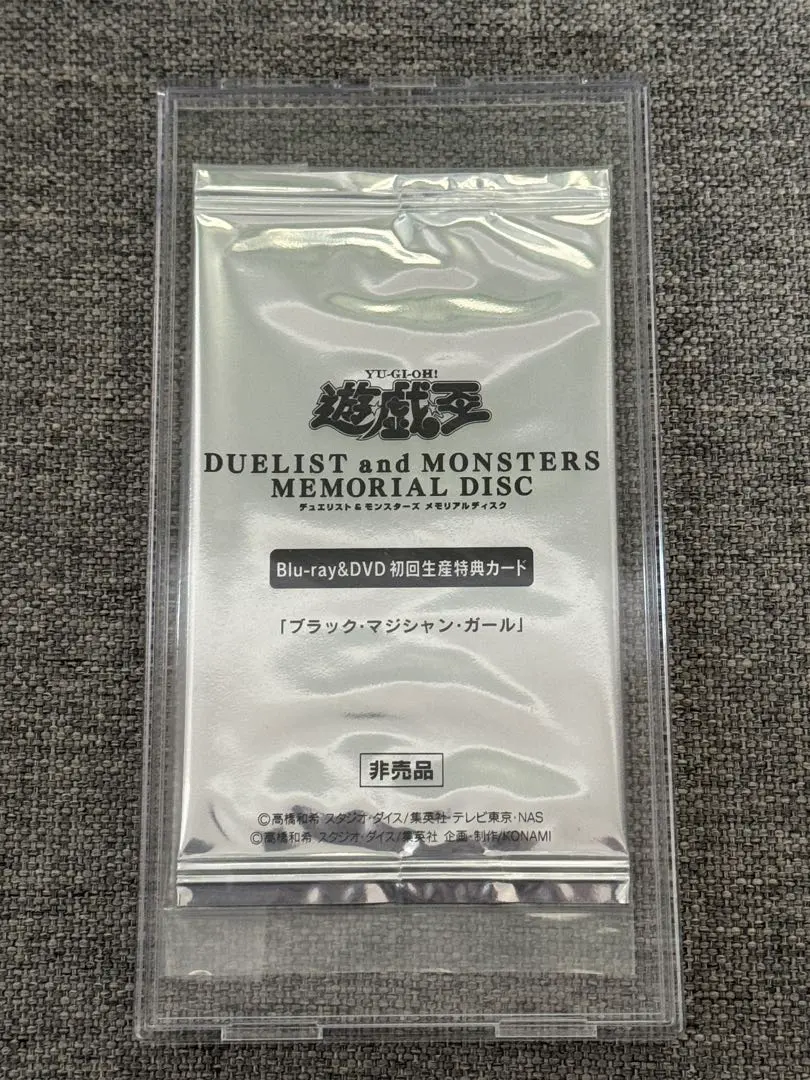 YU-GI-OH!
遊戯王
DUELIST and MONSTERS
MEMORIAL DISC
デュエリスト&モンスターズ メモリアルディスク
Blu-ray&DVD 初回生産特典カード
「ブラック・マジシャン・ガール」
非売品
©高橋和希 スタジオ・ダイス/集英社・テレビ東京・NAS
©高橋和希 スタジオ・ダイス/集英社 企画・制作/KONAMI